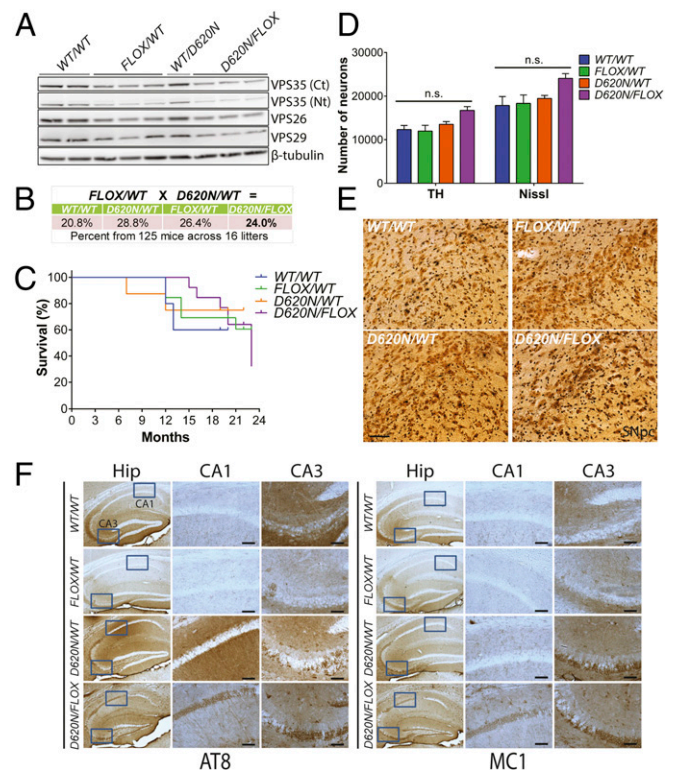 A
WT/WT FLOX/WT WT/D620N D620N/FLOX
VPS35 (Ct)
VPS35 (Nt)
VPS26
VPS29
β-tubulin
B
FLOX/WT X D620N/WT =
WT/WT D620N/WT FLOX/WT D620N/FLOX
20.8% 28.8% 26.4% 24.0%
Percent from 125 mice across 16 litters
C
Survival (%)
100
80
60
40
20
0
0 3 6 9 12 15 18 21 24
Months
WT/WT
FLOX/WT
D620N/WT
D620N/FLOX
D
Number of neurons
30000
20000
10000
0
n.s.
n.s.
TH Nissl
WT/WT
FLOX/WT
D620N/WT
D620N/FLOX
E
WT/WT FLOX/WT
D620N/WT D620N/FLOX
SNpc
F
Hip CA1 CA3 Hip CA1 CA3
WT/WT
CA1
CA3
FLOX/WT
D620N/WT
D620N/FLOX
AT8
WT/WT
FLOX/WT
D620N/WT
D620N/FLOX
MC1